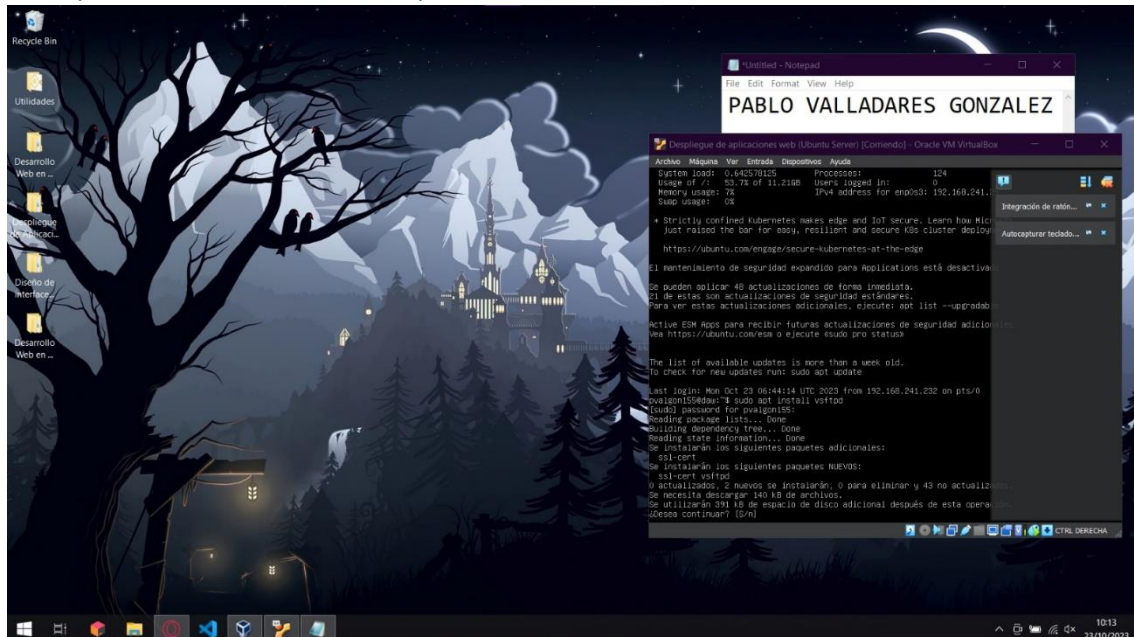 Recycle Bin
Utilidades
Desarrollo
Web en ...
Despliegue
de Aplicaci...
Diseño de
Interface...
Desarrollo
Web en ...
*Untitled - Notepad
File Edit Format View Help
PABLO VALLADARES GONZALEZ
Despliegue de aplicaciones web (Ubuntu Server) [Corriendo] - Oracle VM VirtualBox
Archivo Máquina Ver Entrada Dispositivos Ayuda
System load: 0.642578125 Processes: 124
Usage of /: 53.7% of 11.21GB Users logged in: 0
Memory usage: 7% IPv4 address for enp0s3: 192.168.241.
Swap usage: 0%
Integración de ratón...
Autocapturar teclado...
* Strictly confined Kubernetes makes edge and IoT secure. Learn how
just raised the bar for easy, resilient and secure K8s cluster
https://ubuntu.com/engage/secure-kubernetes-at-the-edge
El mantenimiento de seguridad expandido para Applications está
Se pueden aplicar 48 actualizaciones de forma inmediata.
21 de estas son actualizaciones de seguridad estándares.
Para ver estas actualizaciones adicionales, ejecute: apt list
Active ESM Apps para recibir futuras actualizaciones de seguridad
Vea https://ubuntu.com/esm o ejecute «sudo pro status»
The list of available updates is more than a week old.
To check for new updates run: sudo apt update
Last login: Mon Oct 23 06:44:14 UTC 2023 from 192.168.241.232 on pts/0
pvalgoni55@daw:~$ sudo apt install vsftpd
[sudo] password for pvalgoni55:
Reading package lists... Done
Building dependency tree... Done
Reading state information... Done
Se instalarán los siguientes paquetes adicionales:
ssl-cert
Se instalarán los siguientes paquetes NUEVOS:
ssl-cert vsftpd
0 actualizados, 2 nuevos se instalarán, 0 para eliminar y 43 no
Se necesita descargar 140 kB de archivos.
Se utilizarán 391 kB de espacio de disco adicional después de esta
¿Desea continuar? [S/n]
CTRL DERECHA
10:13
23/10/2023